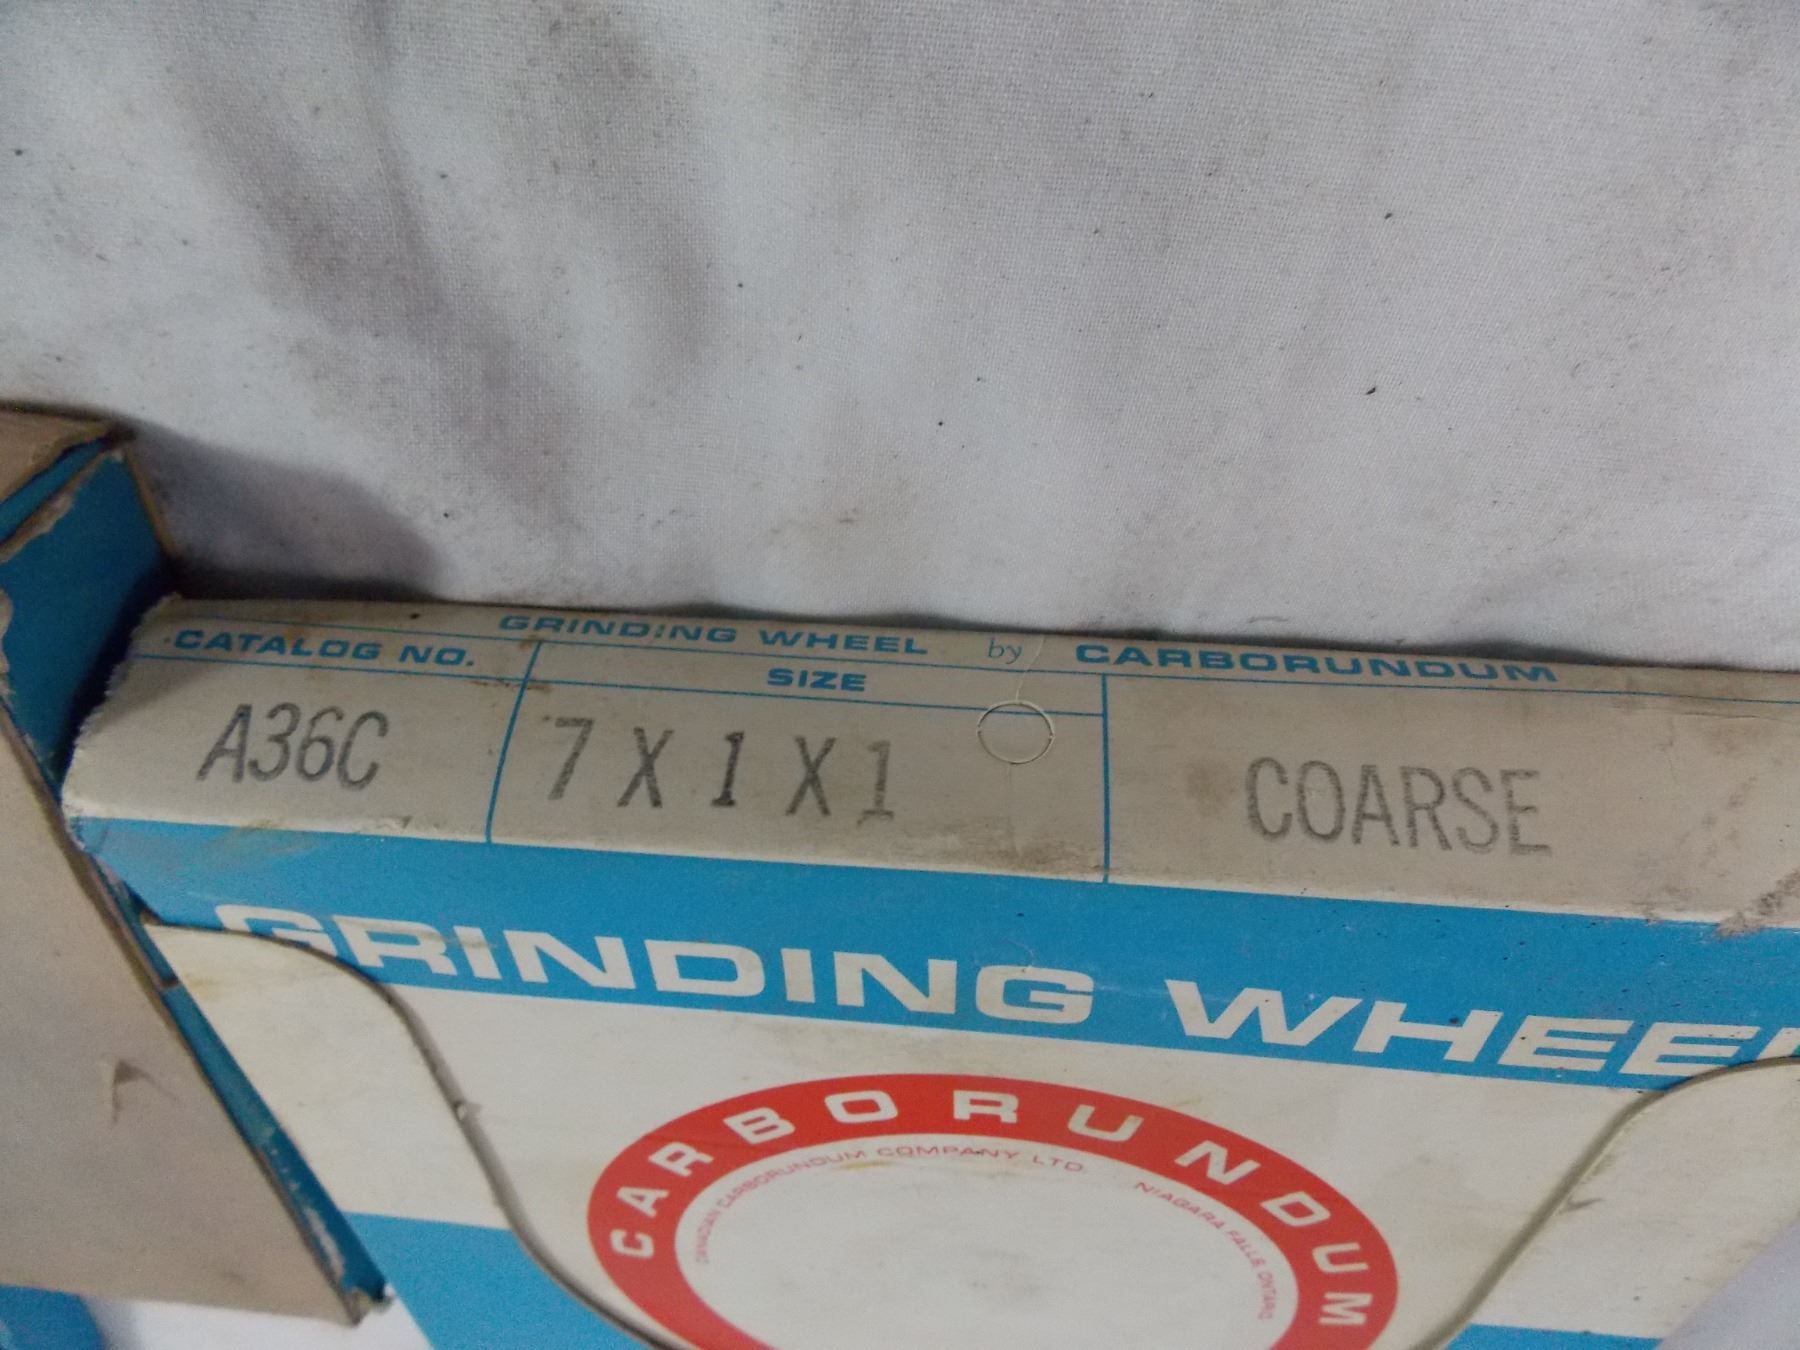 GRINDING WHEEL by CARBORUNDUM
CATALOG NO.
SIZE
A36C
7 X 1 X 1
COARSE
GRINDING WHEEL
CARBORUNDUM
CANADIAN CARBORUNDUM COMPANY LTD.
NIAGARA FALLS, ONTARIO